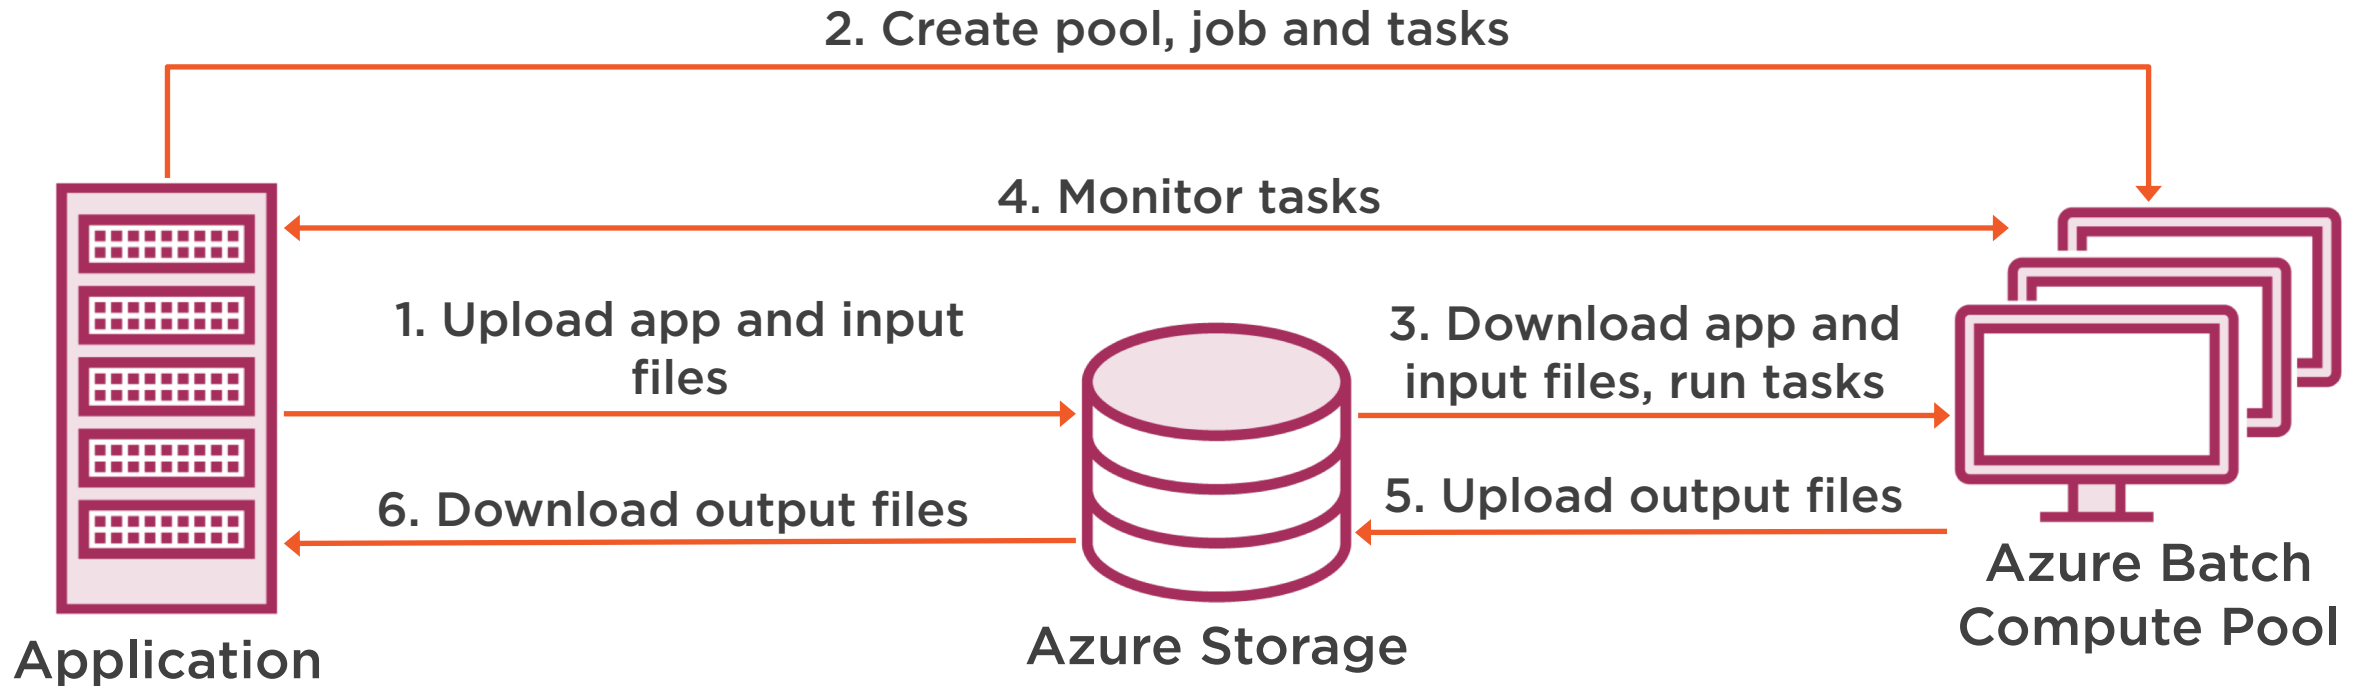 2. Create pool, job and tasks
4. Monitor tasks
1. Upload app and input
files
3. Download app and
input files, run tasks
6. Download output files
5. Upload output files
Application
Azure Storage
Azure Batch
Compute Pool